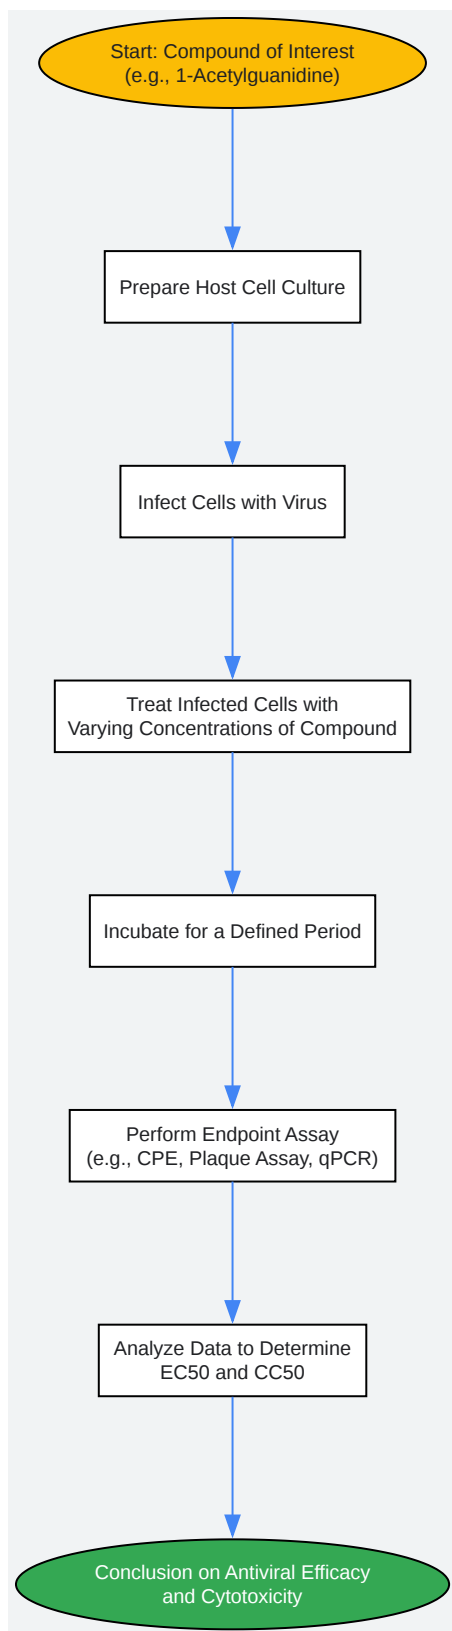 Start: Compound of Interest
(e.g., 1-Acetylguanidine)
Prepare Host Cell Culture
Infect Cells with Virus
Treat Infected Cells with
Varying Concentrations of Compound
Incubate for a Defined Period
Perform Endpoint Assay
(e.g., CPE, Plaque Assay, qPCR)
Analyze Data to Determine
EC50 and CC50
Conclusion on Antiviral Efficacy
and Cytotoxicity